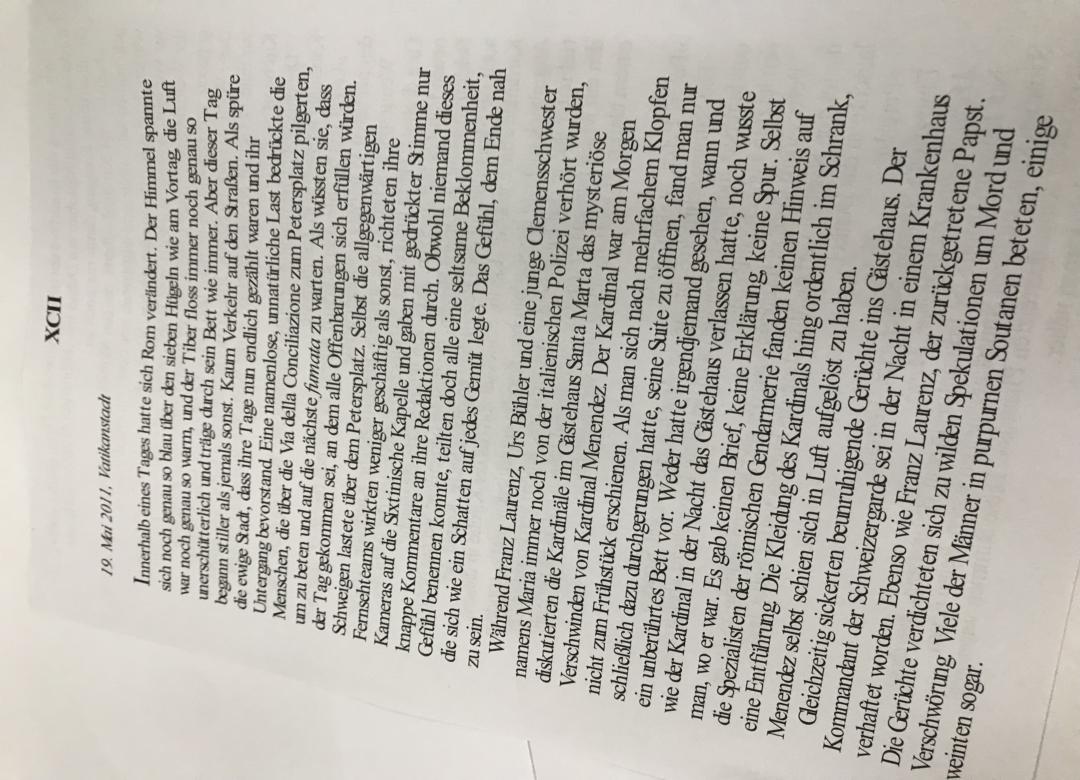 XCII
19. Mai 2011, Vatikanstadt
Innerhalb eines Tages hatte sich Rom verändert. Der Himmel spannte
sich noch genau so blau über den sieben Hügeln wie am Vortag, die Luft
war noch genau so warm, und der Tiber floss immer noch genau so
unerschütterlich und träge durch sein Bett wie immer. Aber dieser Tag
begann stiller als jemals sonst. Kaum Verkehr auf den Straßen. Als spüre
die ewige Stadt, dass ihre Tage nun endlich gezählt waren und ihr
Untergang bevorstand. Eine namenlose, unnatürliche Last bedrückte die
Menschen, die über die Via della Conciliazione zum Petersplatz pilgerten,
um zu beten und auf die nächste fumata zu warten. Als wissten sie, dass
der Tag gekommen sei, an dem alle Offenbarungen sich erfüllen würden.
Schweigen lastete über dem Petersplatz. Selbst die allgegenwärtigen
Fernsehteams wirkten weniger geschäftig als sonst, richteten ihre
Kameras auf die Sixtinische Kapelle und gaben mit gedrückter Stimme nur
knappe Kommentare an ihre Redaktionen durch. Obwohl niemand dieses
Gefühl benennen konnte, teilten doch alle eine seltsame Beklommenheit,
die sich wie ein Schatten auf jedes Gemüt legte. Das Gefühl, dem Ende nah
zu sein.
Während Franz Laurenz, Urs Bühler und eine junge Clemensschwester
namens Maria immer noch von der italienischen Polizei verhört wurden,
diskutierten die Kardinäle im Gästehaus Santa Marta das mysteriöse
Verschwinden von Kardinal Menendez. Der Kardinal war am Morgen
nicht zum Frühstück erschienen. Als man sich nach mehrfachem Klopfen
schließlich dazu durchgerungen hatte, seine Suite zu öffnen, fand man nur
ein unberührtes Bett vor. Weder hatte irgendjemand gesehen, wann und
wie der Kardinal in der Nacht das Gästehaus verlassen hatte, noch wusste
man, wo er war. Es gab keinen Brief, keine Erklärung, keine Spur. Selbst
die Spezialisten der römischen Gendarmerie fanden keinen Hinweis auf
eine Entführung. Die Kleidung des Kardinals hing ordentlich im Schrank,
Menendez selbst schien sich in Luft aufgelöst zu haben.
Gleichzeitig sickerten beunruhigende Gerüchte ins Gästehaus. Der
Kommandant der Schweizergarde sei in der Nacht in einem Krankenhaus
verhaftet worden. Ebenso wie Franz Laurenz, der zurückgetretene Papst.
Die Gerüchte verdichteten sich zu wilden Spekulationen um Mord und
Verschwörung. Viele der Männer in purpurnen Soutanen beteten, einige
weinten sogar.